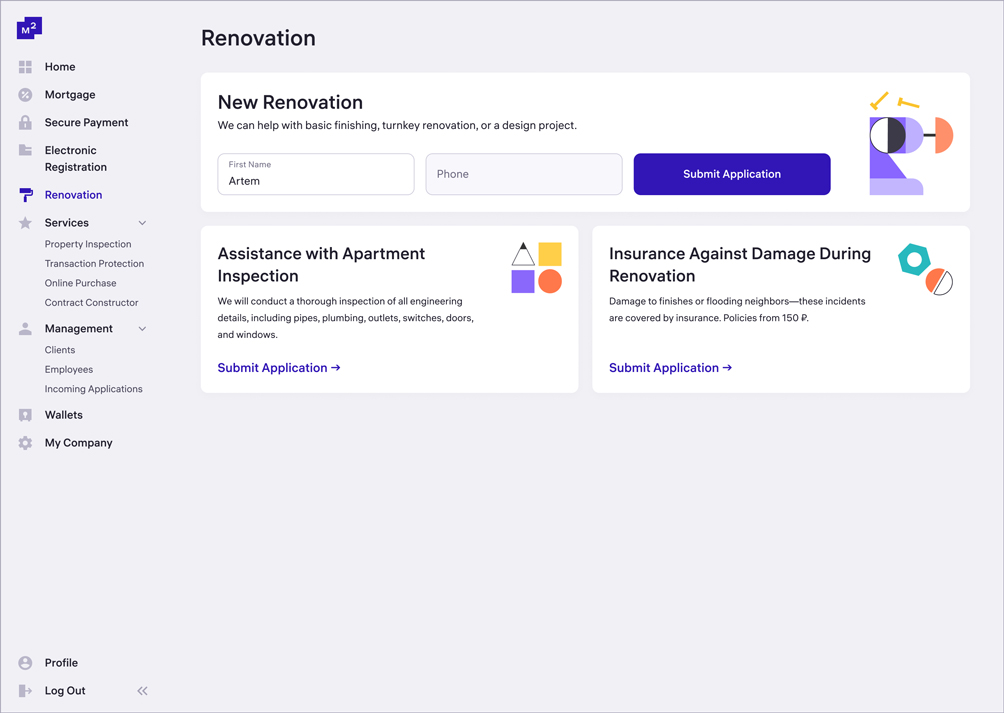 M2
Home
Mortgage
Secure Payment
Electronic
Registration
Renovation
Services
Property Inspection
Transaction Protection
Online Purchase
Contract Constructor
Management
Clients
Employees
Incoming Applications
Wallets
My Company
Profile
Log Out
Renovation
New Renovation
We can help with basic finishing, turnkey renovation, or a design project.
First Name
Artem
Phone
Submit Application
Assistance with Apartment
Inspection
We will conduct a thorough inspection of all engineering
details, including pipes, plumbing, outlets, switches, doors,
and windows.
Submit Application →
Insurance Against Damage During
Renovation
Damage to finishes or flooding neighbors—these incidents
are covered by insurance. Policies from 150 ₽.
Submit Application →